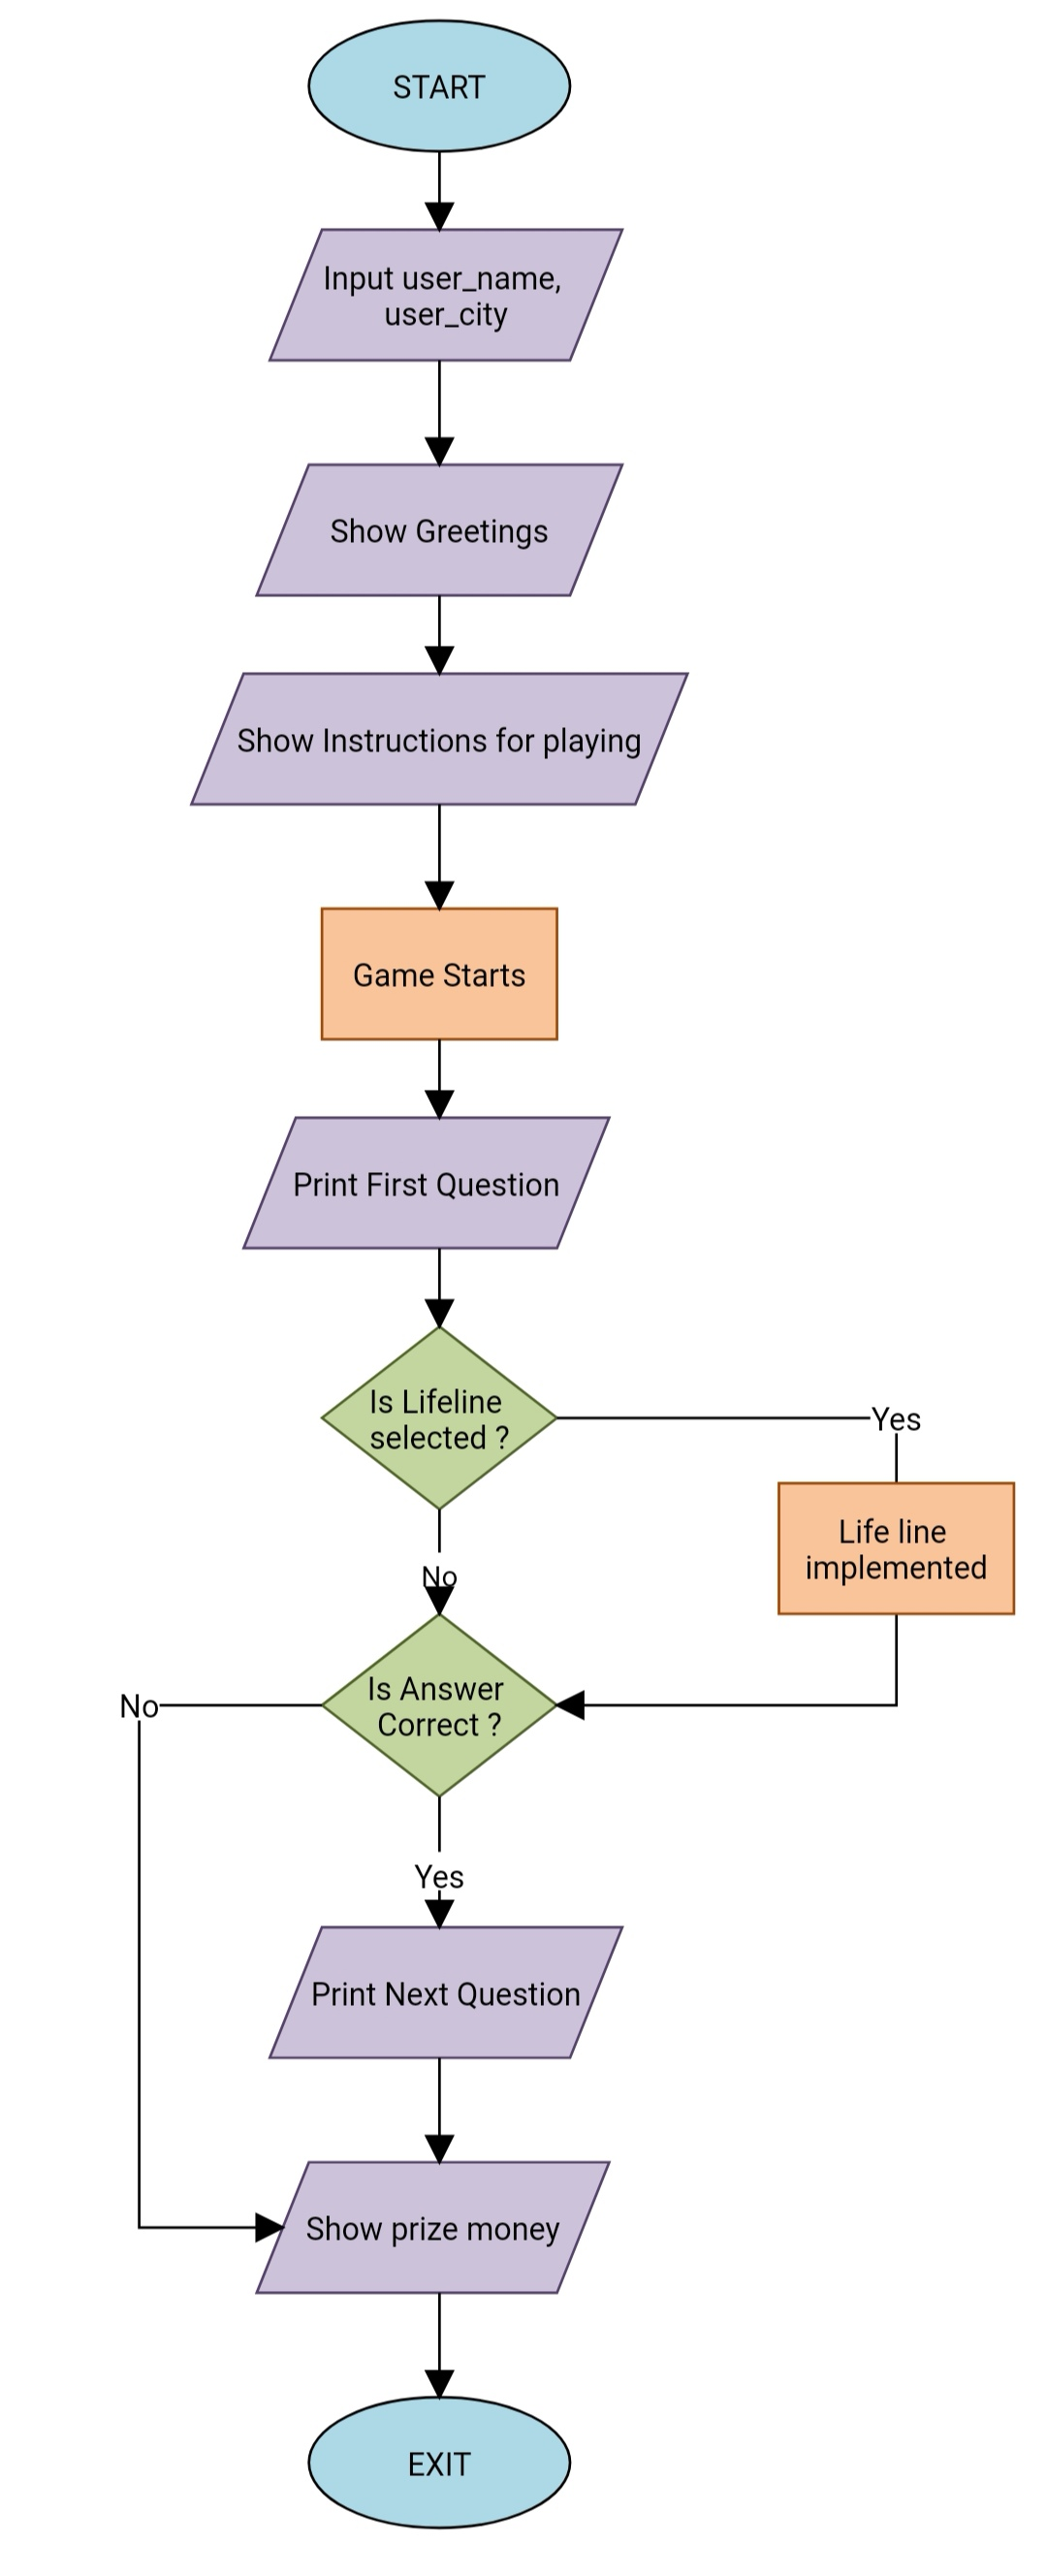 START
Input user_name,
user_city
Show Greetings
Show Instructions for playing
Game Starts
Print First Question
Is Lifeline
selected ?
Yes
Life line
implemented
No
Is Answer
Correct ?
No
Yes
Print Next Question
Show prize money
EXIT